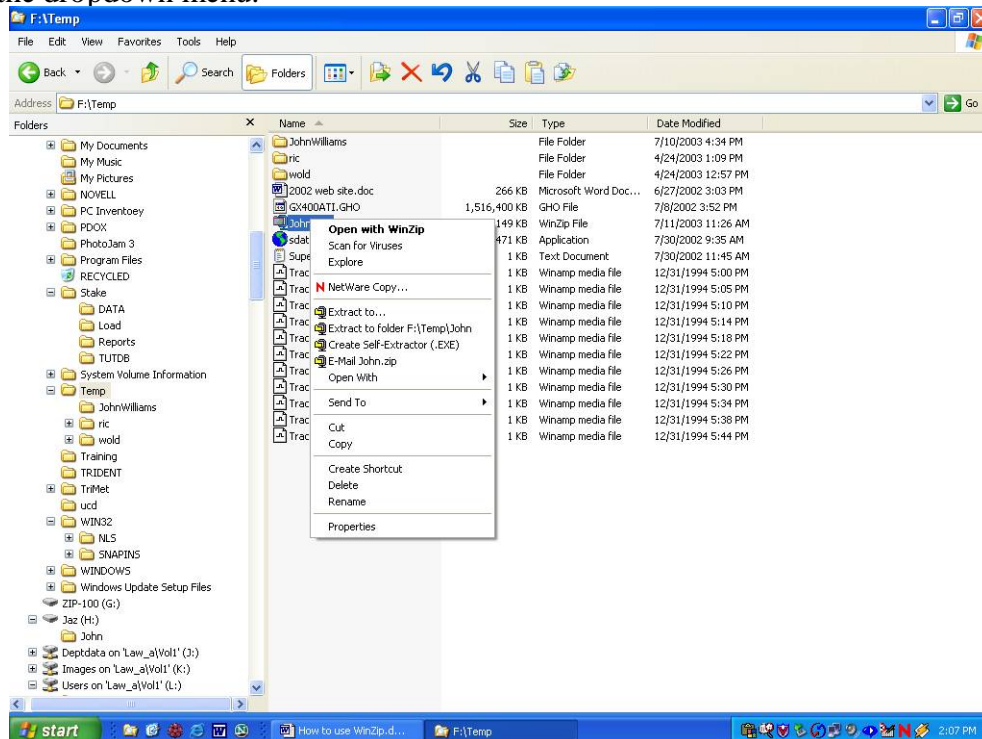 the dropdown menu.
F:\Temp
File Edit View Favorites Tools Help
Back Search Folders
Address F:\Temp Go
Folders
My Documents
My Music
My Pictures
NOVELL
PC Inventoey
PDOX
PhotoJam 3
Program Files
RECYCLED
Stake
DATA
Load
Reports
TUTDB
System Volume Information
Temp
JohnWilliams
ric
wold
Training
TRIDENT
TriMet
ucd
WIN32
NLS
SNAPINS
WINDOWS
Windows Update Setup Files
ZIP-100 (G:)
Jaz (H:)
John
Deptdata on 'Law_a\Vol1' (J:)
Images on 'Law_a\Vol1' (K:)
Users on 'Law_a\Vol1' (L:)
Name Size Type Date Modified
JohnWilliams File Folder 7/10/2003 4:34 PM
ric File Folder 4/24/2003 1:09 PM
wold File Folder 4/24/2003 12:57 PM
2002 web site.doc 266 KB Microsoft Word Doc... 6/27/2002 3:03 PM
GX400ATI.GHO 1,516,400 KB GHO File 7/8/2002 3:52 PM
John 149 KB WinZip File 7/11/2003 11:26 AM
sdat 471 KB Application 7/30/2002 9:35 AM
Supe 1 KB Text Document 7/30/2002 11:45 AM
Trac 1 KB Winamp media file 12/31/1994 5:00 PM
Trac 1 KB Winamp media file 12/31/1994 5:05 PM
Trac 1 KB Winamp media file 12/31/1994 5:10 PM
Trac 1 KB Winamp media file 12/31/1994 5:14 PM
Trac 1 KB Winamp media file 12/31/1994 5:18 PM
Trac 1 KB Winamp media file 12/31/1994 5:22 PM
Trac 1 KB Winamp media file 12/31/1994 5:26 PM
Trac 1 KB Winamp media file 12/31/1994 5:30 PM
Trac 1 KB Winamp media file 12/31/1994 5:34 PM
Trac 1 KB Winamp media file 12/31/1994 5:38 PM
Trac 1 KB Winamp media file 12/31/1994 5:44 PM
Open with WinZip
Scan for Viruses
Explore
NetWare Copy...
Extract to...
Extract to folder F:\Temp\John
Create Self-Extractor (.EXE)
E-Mail John.zip
Open With
Send To
Cut
Copy
Create Shortcut
Delete
Rename
Properties
start How to use WinZip.d... F:\Temp 2:07 PM